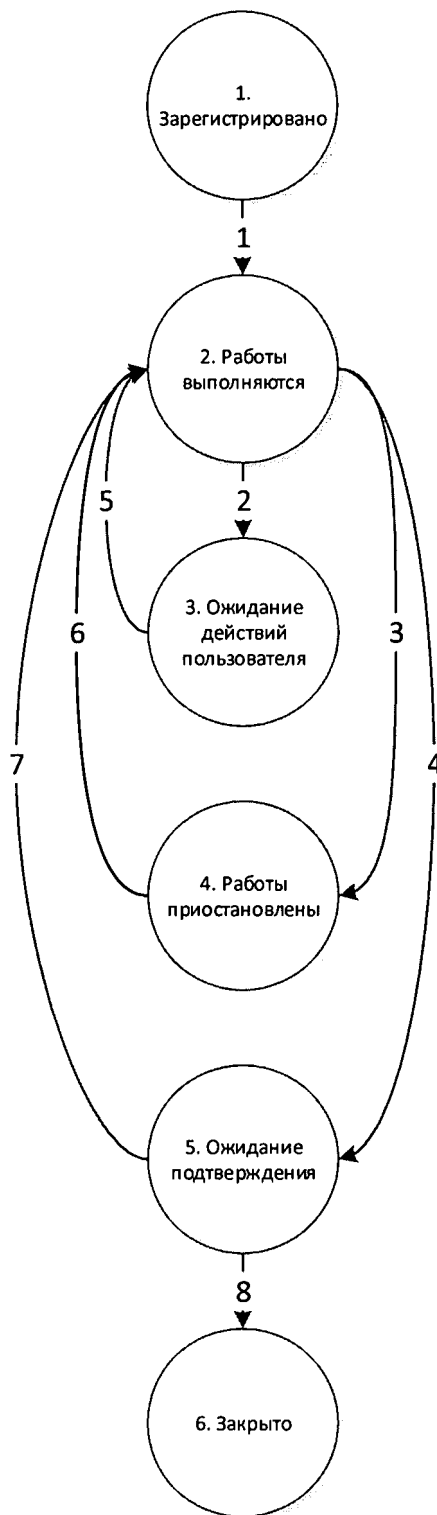 1.
Зарегистрировано
1
2. Работы
выполняются
5
2
3. Ожидание
действий
пользователя
6
3
7
4
4. Работы
приостановлены
5. Ожидание
подтверждения
8
6. Закрыто